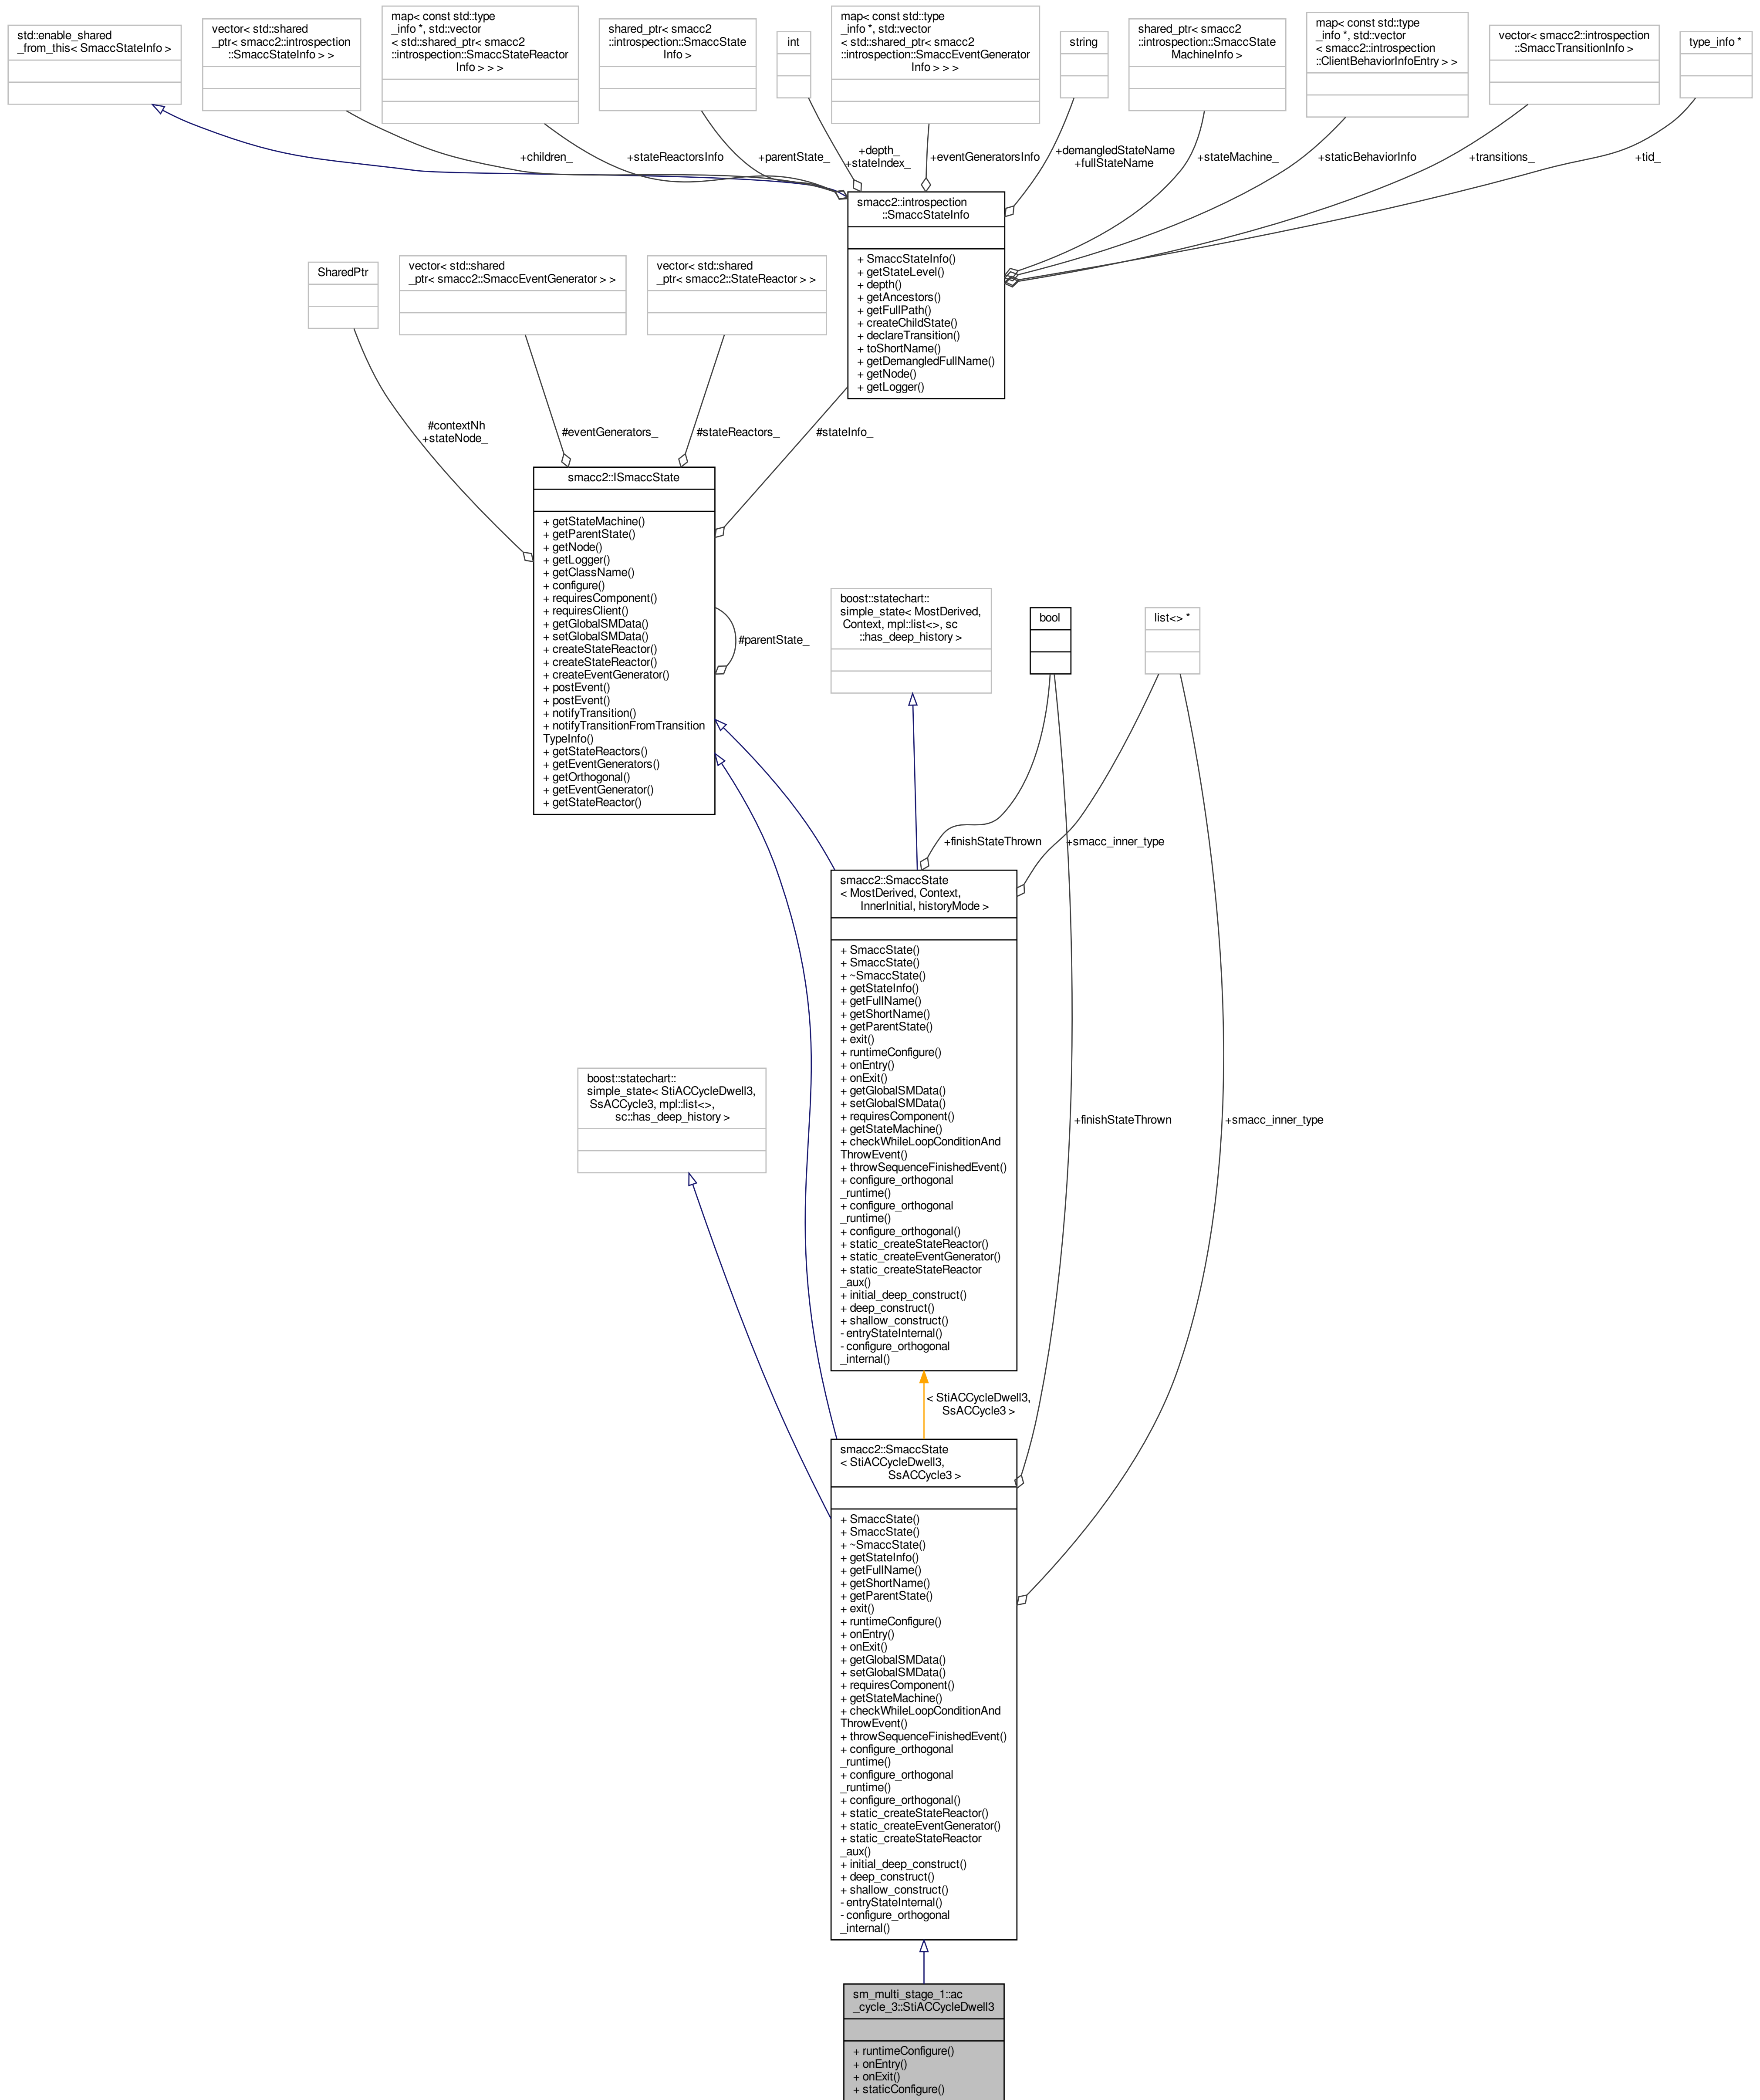 std::enable_shared
_from_this< SmaccStateInfo >
vector< std::shared
_ptr< smacc2::introspection
::SmaccStateInfo > >
map< const std::type
_info *, std::vector
< std::shared_ptr< smacc2
::introspection::SmaccStateReactor
Info > > >
shared_ptr< smacc2
::introspection::SmaccState
Info >
int
map< const std::type
_info *, std::vector
< std::shared_ptr< smacc2
::introspection::SmaccEventGenerator
Info > > >
string
shared_ptr< smacc2
::introspection::SmaccState
MachineInfo >
map< const std::type
_info *, std::vector
< smacc2::introspection
::ClientBehaviorInfoEntry > >
vector< smacc2::introspection
::SmaccTransitionInfo >
type_info *
+children_
+stateReactorsInfo
+parentState_
+depth_
+stateIndex_
+eventGeneratorsInfo
+demangledStateName
+fullStateName
+stateMachine_
+staticBehaviorInfo
+transitions_
+tid_
smacc2::introspection
::SmaccStateInfo
+ SmaccStateInfo()
+ getStateLevel()
+ depth()
+ getAncestors()
+ getFullPath()
+ createChildState()
+ declareTransition()
+ toShortName()
+ getDemangledFullName()
+ getNode()
+ getLogger()
SharedPtr
vector< std::shared
_ptr< smacc2::SmaccEventGenerator > >
vector< std::shared
_ptr< smacc2::StateReactor > >
#contextNh
+stateNode_
#eventGenerators_
#stateReactors_
#stateInfo_
smacc2::ISmaccState
+ getStateMachine()
+ getParentState()
+ getNode()
+ getLogger()
+ getClassName()
+ configure()
+ requiresComponent()
+ requiresClient()
+ getGlobalSMData()
+ setGlobalSMData()
+ createStateReactor()
+ createStateReactor()
+ createEventGenerator()
+ postEvent()
+ postEvent()
+ notifyTransition()
+ notifyTransitionFromTransition
TypeInfo()
+ getStateReactors()
+ getEventGenerators()
+ getOrthogonal()
+ getEventGenerator()
+ getStateReactor()
#parentState_
boost::statechart::
simple_state< MostDerived,
Context, mpl::list<>, sc
::has_deep_history >
bool
list<> *
+finishStateThrown
+smacc_inner_type
smacc2::SmaccState
< MostDerived, Context,
InnerInitial, historyMode >
+ SmaccState()
+ SmaccState()
+ ~SmaccState()
+ getStateInfo()
+ getFullName()
+ getShortName()
+ getParentState()
+ exit()
+ runtimeConfigure()
+ onEntry()
+ onExit()
+ getGlobalSMData()
+ setGlobalSMData()
+ requiresComponent()
+ getStateMachine()
+ checkWhileLoopConditionAnd
ThrowEvent()
+ throwSequenceFinishedEvent()
+ configure_orthogonal
_runtime()
+ configure_orthogonal
_runtime()
+ configure_orthogonal()
+ static_createStateReactor()
+ static_createEventGenerator()
+ static_createStateReactor
_aux()
+ initial_deep_construct()
+ deep_construct()
+ shallow_construct()
- entryStateInternal()
- configure_orthogonal
_internal()
boost::statechart::
simple_state< StiACCycleDwell3,
SsACCycle3, mpl::list<>,
sc::has_deep_history >
+finishStateThrown
+smacc_inner_type
< StiACCycleDwell3,
SsACCycle3 >
smacc2::SmaccState
< StiACCycleDwell3,
SsACCycle3 >
+ SmaccState()
+ SmaccState()
+ ~SmaccState()
+ getStateInfo()
+ getFullName()
+ getShortName()
+ getParentState()
+ exit()
+ runtimeConfigure()
+ onEntry()
+ onExit()
+ getGlobalSMData()
+ setGlobalSMData()
+ requiresComponent()
+ getStateMachine()
+ checkWhileLoopConditionAnd
ThrowEvent()
+ throwSequenceFinishedEvent()
+ configure_orthogonal
_runtime()
+ configure_orthogonal
_runtime()
+ configure_orthogonal()
+ static_createStateReactor()
+ static_createEventGenerator()
+ static_createStateReactor
_aux()
+ initial_deep_construct()
+ deep_construct()
+ shallow_construct()
- entryStateInternal()
- configure_orthogonal
_internal()
sm_multi_stage_1::ac
_cycle_3::StiACCycleDwell3
+ runtimeConfigure()
+ onEntry()
+ onExit()
+ staticConfigure()